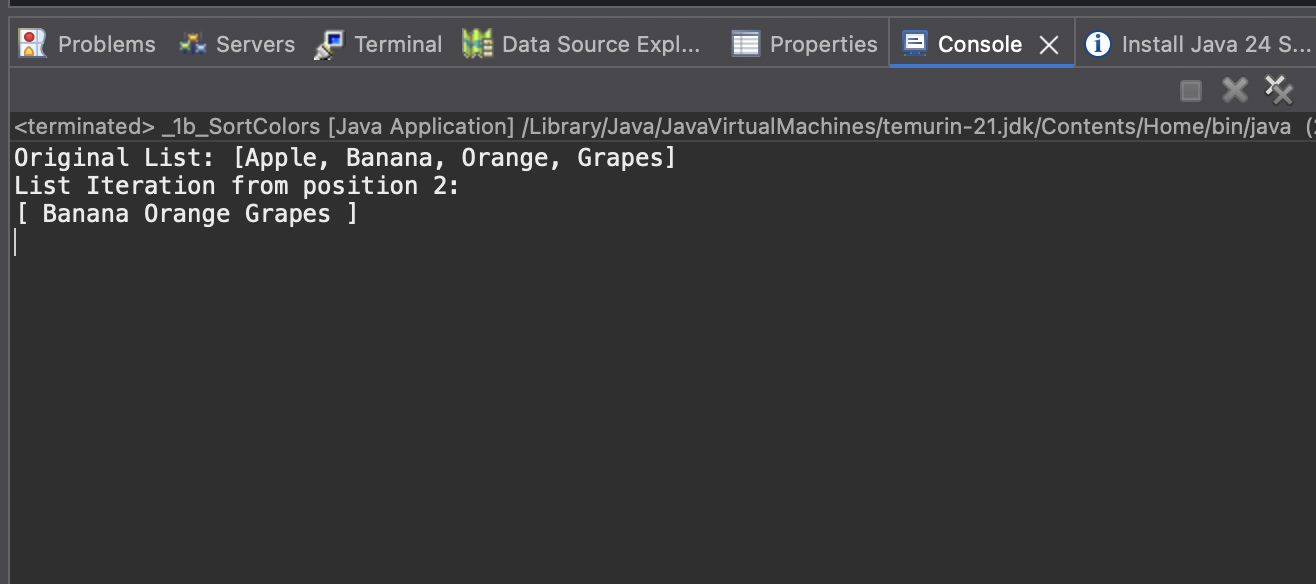 Problems Servers Terminal Data Source Expl... Properties Console Install Java 24 S...
<terminated> _1b_SortColors [Java Application] /Library/Java/JavaVirtualMachines/temurin-21.jdk/Contents/Home/bin/java (
Original List: [Apple, Banana, Orange, Grapes]
List Iteration from position 2:
[ Banana Orange Grapes ]